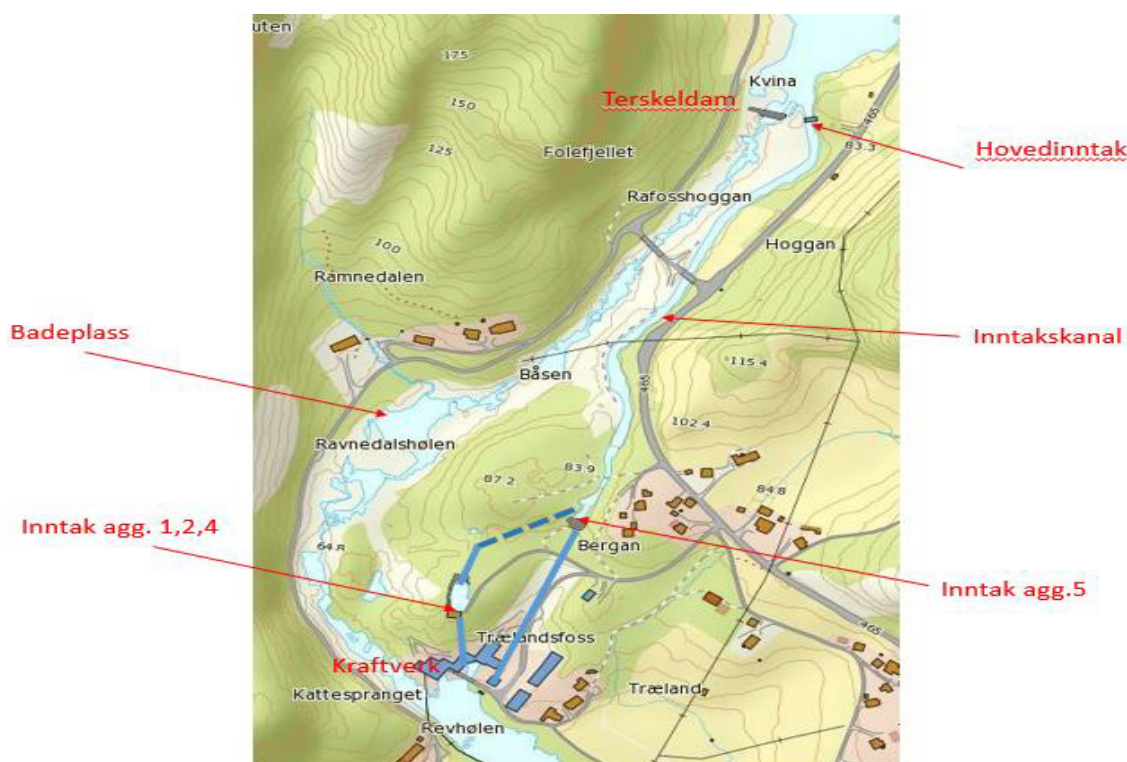 uten
175
Kvina
Terskeldam
150
465
Hovedinntak
125
83.3
Folefjellet
Rafosshoggan
100
Hoggan
Ramnedalen
Badeplass
Inntakskanal
115.4
Båsen
465
102.4
Ravnedalshølen
87.2
83.9
84.8
Inntak agg. 1,2,4
64.8
Bergan
Inntak agg.5
465
Trælandsfoss
Kraftverk
Træland
Kattespranget
Revhølen